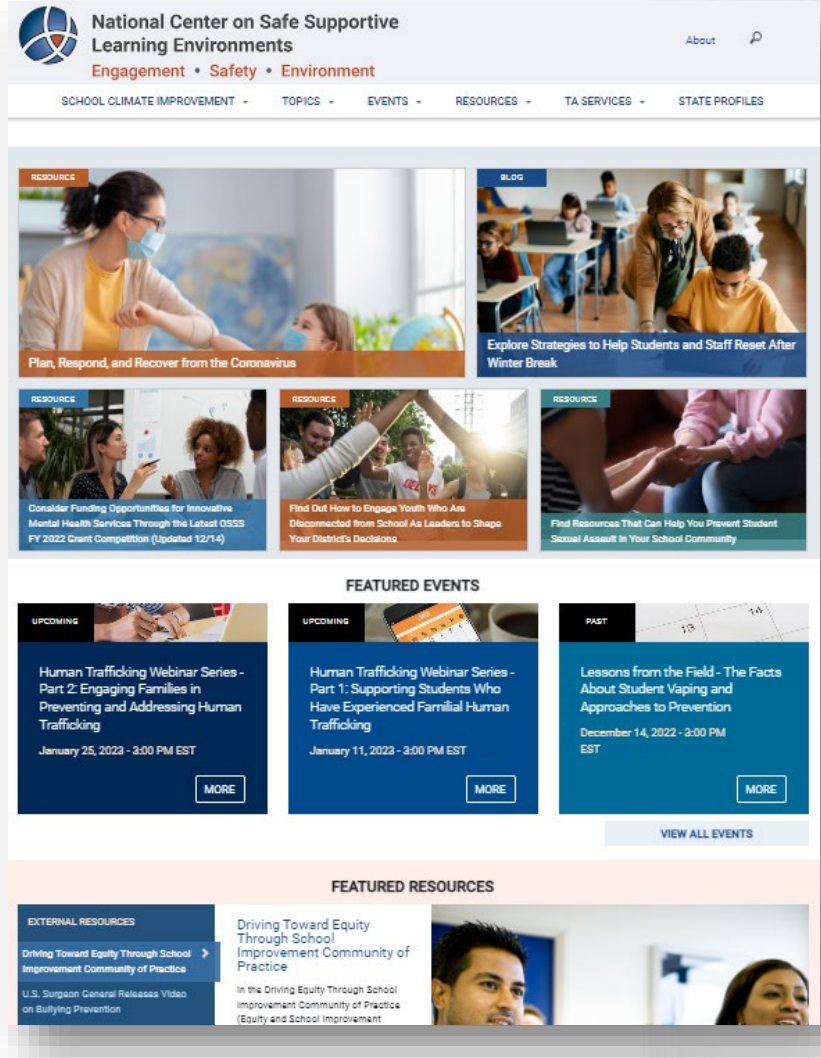 National Center on Safe Supportive
Learning Environments
Engagement • Safety • Environment
About
SCHOOL CLIMATE IMPROVEMENT
TOPICS
EVENTS
RESOURCES
TA SERVICES
STATE PROFILES
RESOURCE
Plan, Respond, and Recover from the Coronavirus
BLOG
Explore Strategies to Help Students and Staff Reset After
Winter Break
RESOURCE
Consider Funding Opportunities for Innovative
Mental Health Services Through the Latest OSSS
FY 2022 Grant Competition (Updated 12/14)
RESOURCE
Find Out How to Engage Youth Who Are
Disconnected from School As Leaders to Shape
Your District's Decisions
RESOURCE
Find Resources That Can Help You Prevent Student
Sexual Assault in Your School Community
FEATURED EVENTS
UPCOMING
Human Trafficking Webinar Series -
Part 2: Engaging Families in
Preventing and Addressing Human
Trafficking
January 25, 2023 - 3:00 PM EST
MORE
UPCOMING
Human Trafficking Webinar Series -
Part 1: Supporting Students Who
Have Experienced Familial Human
Trafficking
January 11, 2023 - 3:00 PM EST
MORE
PAST
13
14
Lessons from the Field - The Facts
About Student Vaping and
Approaches to Prevention
December 14, 2022 - 3:00 PM
EST
MORE
VIEW ALL EVENTS
FEATURED RESOURCES
EXTERNAL RESOURCES
Driving Toward Equity Through School
Improvement Community of Practice
U.S. Surgeon General Releases Video
on Bullying Prevention
Driving Toward Equity
Through School
Improvement Community of
Practice
In the Driving Equity Through School
Improvement Community of Practice
(Equity and School Improvement